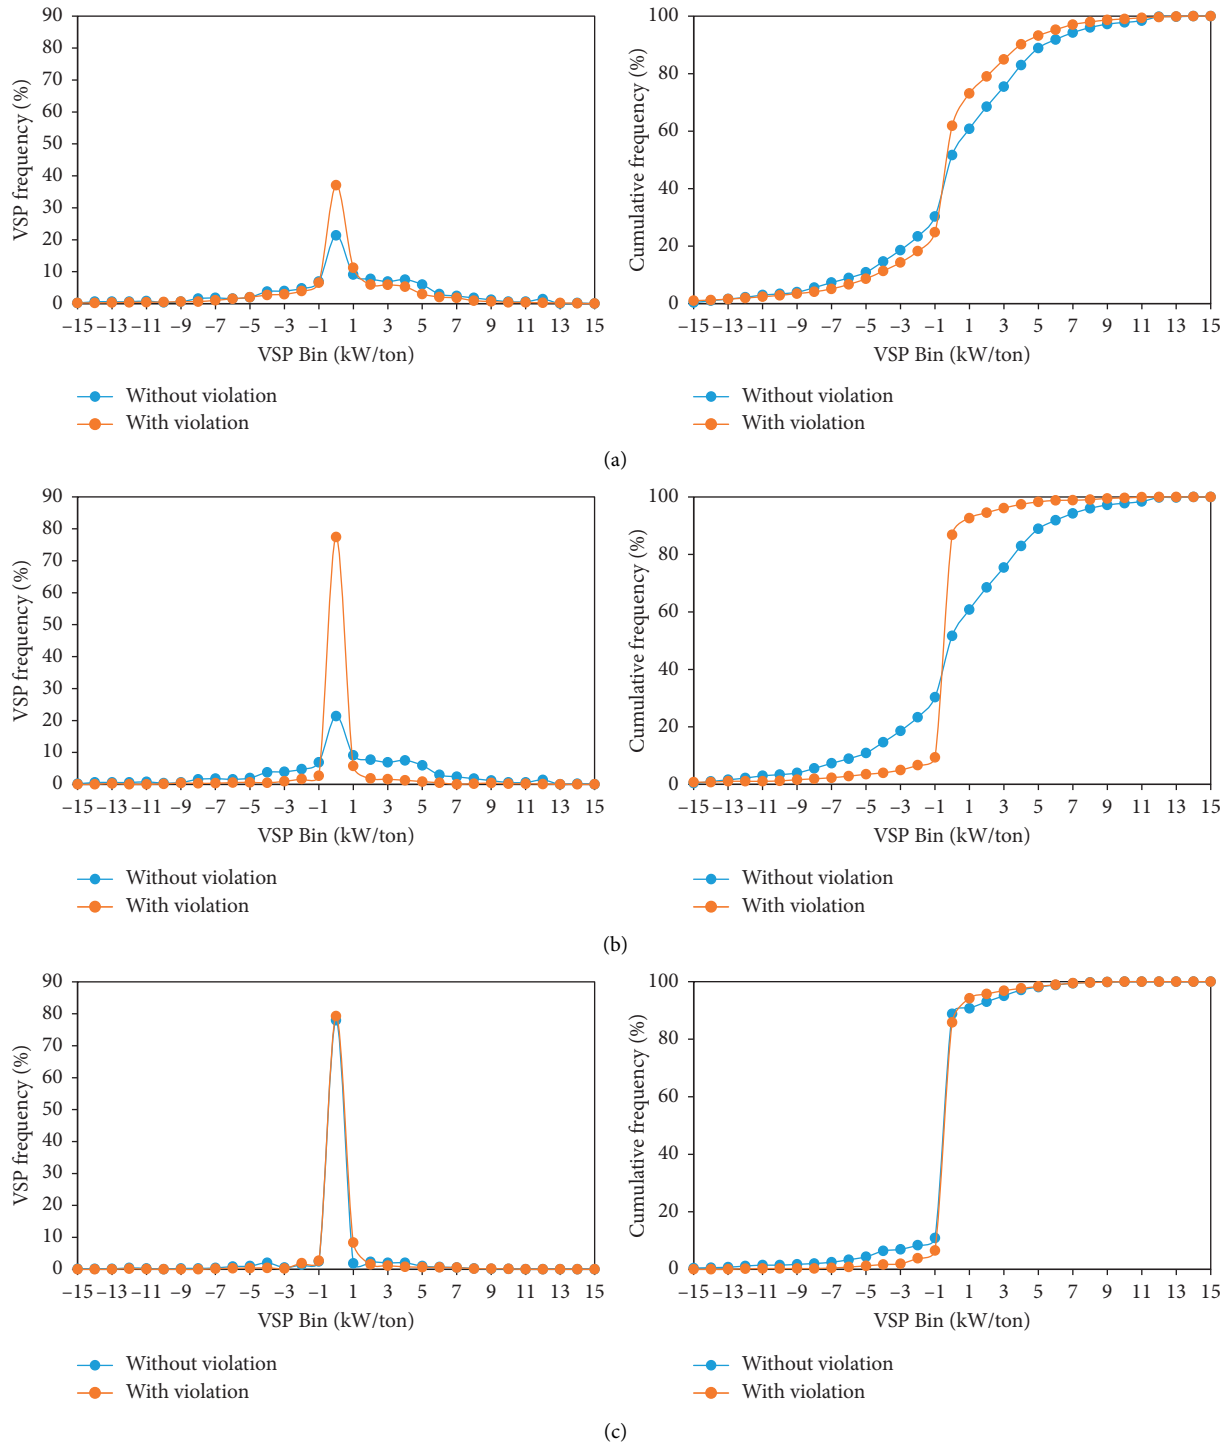 90
80
70
60
50
40
30
20
10
0
VSP frequency (%)
–15 –13 –11 –9 –7 –5 –3 –1 1 3 5 7 9 11 13 15
VSP Bin (kW/ton)
Without violation
With violation
100
80
60
40
20
0
Cumulative frequency (%)
–15 –13 –11 –9 –7 –5 –3 –1 1 3 5 7 9 11 13 15
VSP Bin (kW/ton)
Without violation
With violation
(a)
90
80
70
60
50
40
30
20
10
0
VSP frequency (%)
–15 –13 –11 –9 –7 –5 –3 –1 1 3 5 7 9 11 13 15
VSP Bin (kW/ton)
Without violation
With violation
100
80
60
40
20
0
Cumulative frequency (%)
–15 –13 –11 –9 –7 –5 –3 –1 1 3 5 7 9 11 13 15
VSP Bin (kW/ton)
Without violation
With violation
(b)
90
80
70
60
50
40
30
20
10
0
VSP frequency (%)
–15 –13 –11 –9 –7 –5 –3 –1 1 3 5 7 9 11 13 15
VSP Bin (kW/ton)
Without violation
With violation
100
80
60
40
20
0
Cumulative frequency (%)
–15 –13 –11 –9 –7 –5 –3 –1 1 3 5 7 9 11 13 15
VSP Bin (kW/ton)
Without violation
With violation
(c)